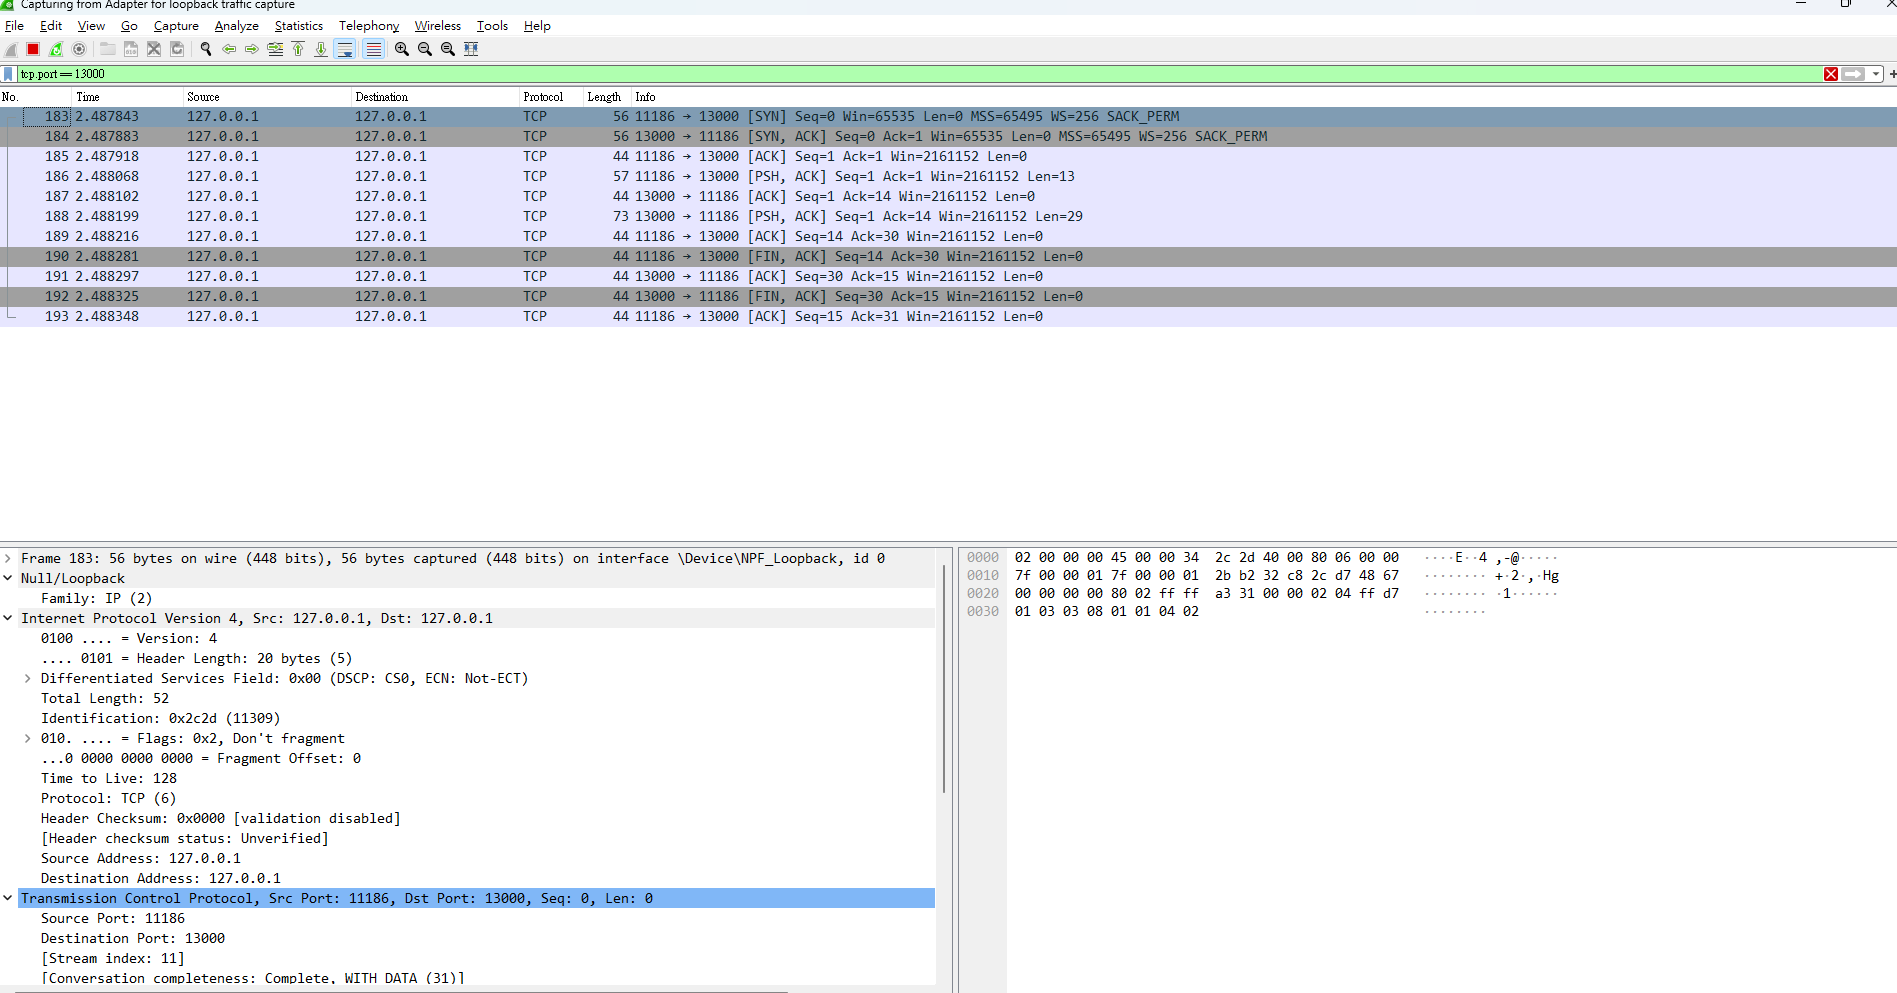 Capturing from Adapter for loopback traffic capture
File Edit View Go Capture Analyze Statistics Telephony Wireless Tools Help
tcp.port == 13000
No. Time Source Destination Protocol Length Info
183 2.487843 127.0.0.1 127.0.0.1 TCP 56 11186 → 13000 [SYN] Seq=0 Win=65535 Len=0 MSS=65495 WS=256 SACK_PERM
184 2.487883 127.0.0.1 127.0.0.1 TCP 56 13000 → 11186 [SYN, ACK] Seq=0 Ack=1 Win=65535 Len=0 MSS=65495 WS=256 SACK_PERM
185 2.487918 127.0.0.1 127.0.0.1 TCP 44 11186 → 13000 [ACK] Seq=1 Ack=1 Win=2161152 Len=0
186 2.488068 127.0.0.1 127.0.0.1 TCP 57 11186 → 13000 [PSH, ACK] Seq=1 Ack=1 Win=2161152 Len=13
187 2.488102 127.0.0.1 127.0.0.1 TCP 44 13000 → 11186 [ACK] Seq=1 Ack=14 Win=2161152 Len=0
188 2.488199 127.0.0.1 127.0.0.1 TCP 73 13000 → 11186 [PSH, ACK] Seq=1 Ack=14 Win=2161152 Len=29
189 2.488216 127.0.0.1 127.0.0.1 TCP 44 11186 → 13000 [ACK] Seq=14 Ack=30 Win=2161152 Len=0
190 2.488281 127.0.0.1 127.0.0.1 TCP 44 11186 → 13000 [FIN, ACK] Seq=14 Ack=30 Win=2161152 Len=0
191 2.488297 127.0.0.1 127.0.0.1 TCP 44 13000 → 11186 [ACK] Seq=30 Ack=15 Win=2161152 Len=0
192 2.488325 127.0.0.1 127.0.0.1 TCP 44 13000 → 11186 [FIN, ACK] Seq=30 Ack=15 Win=2161152 Len=0
193 2.488348 127.0.0.1 127.0.0.1 TCP 44 11186 → 13000 [ACK] Seq=15 Ack=31 Win=2161152 Len=0
Frame 183: 56 bytes on wire (448 bits), 56 bytes captured (448 bits) on interface \Device\NPF_Loopback, id 0
Null/Loopback
Family: IP (2)
Internet Protocol Version 4, Src: 127.0.0.1, Dst: 127.0.0.1
0100 .... = Version: 4
.... 0101 = Header Length: 20 bytes (5)
Differentiated Services Field: 0x00 (DSCP: CS0, ECN: Not-ECT)
Total Length: 52
Identification: 0x2c2d (11309)
010. .... = Flags: 0x2, Don't fragment
...0 0000 0000 0000 = Fragment Offset: 0
Time to Live: 128
Protocol: TCP (6)
Header Checksum: 0x0000 [validation disabled]
[Header checksum status: Unverified]
Source Address: 127.0.0.1
Destination Address: 127.0.0.1
Transmission Control Protocol, Src Port: 11186, Dst Port: 13000, Seq: 0, Len: 0
Source Port: 11186
Destination Port: 13000
[Stream index: 11]
[Conversation completeness: Complete, WITH_DATA (31)]
0000 02 00 00 00 45 00 00 34 2c 2d 40 00 80 06 00 00 ····E··4 ,-@·····
0010 7f 00 00 01 7f 00 00 01 2b b2 32 c8 2c d7 48 67 ········ +·2·,·Hg
0020 00 00 00 00 80 02 ff ff a3 31 00 00 02 04 ff d7 ········ ·1······
0030 01 03 03 08 01 01 04 02 ········